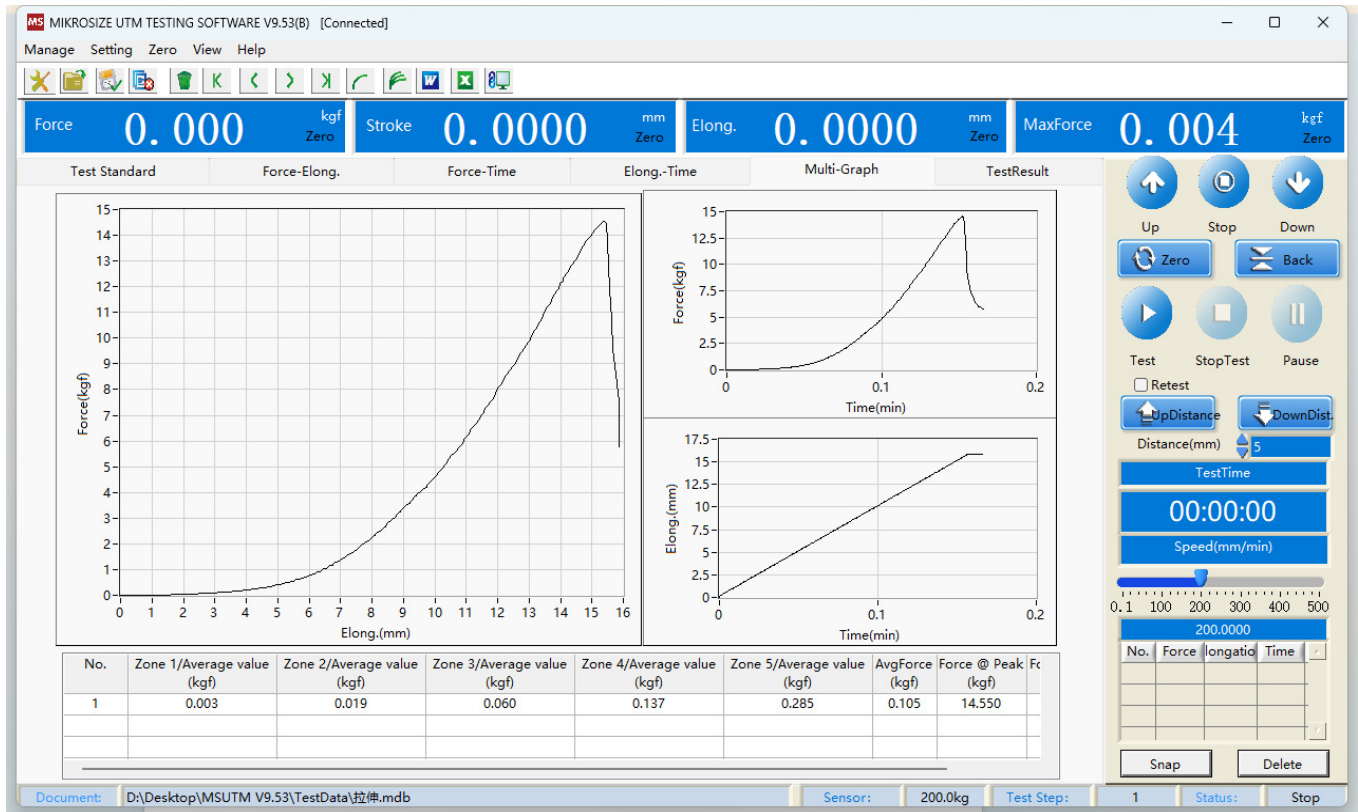 MS MIKROSIZE UTM TESTING SOFTWARE V9.53(B) [Connected]
Manage Setting Zero View Help
Force 0.000 kgf Zero
Stroke 0.0000 mm Zero
Elong. 0.0000 mm Zero
MaxForce 0.004 kgf Zero
Test Standard Force-Elong. Force-Time Elong.-Time Multi-Graph TestResult
15
14
13
12
11
10
9
8
7
6
5
4
3
2
1
0
Force(kgf)
0 1 2 3 4 5 6 7 8 9 10 11 12 13 14 15 16
Elong.(mm)
15
12.5
10
7.5
5
2.5
0
Force(kgf)
0 0.1 0.2
Time(min)
17.5
15
12.5
10
7.5
5
2.5
0
Elong.(mm)
0 0.1 0.2
Time(min)
No. Zone 1/Average value (kgf) Zone 2/Average value (kgf) Zone 3/Average value (kgf) Zone 4/Average value (kgf) Zone 5/Average value (kgf) AvgForce (kgf) Force @ Peak (kgf) Fc
1 0.003 0.019 0.060 0.137 0.285 0.105 14.550
Up Stop Down
Zero Back
Test StopTest Pause
Retest
UpDistance DownDist.
Distance(mm) 5
TestTime
00:00:00
Speed(mm/min)
0.1 100 200 300 400 500
200.0000
No. Force longatio Time
Snap Delete
Document: D:\Desktop\MSUTM V9.53\TestData\拉伸.mdb Sensor: 200.0kg Test Step: 1 Status: Stop